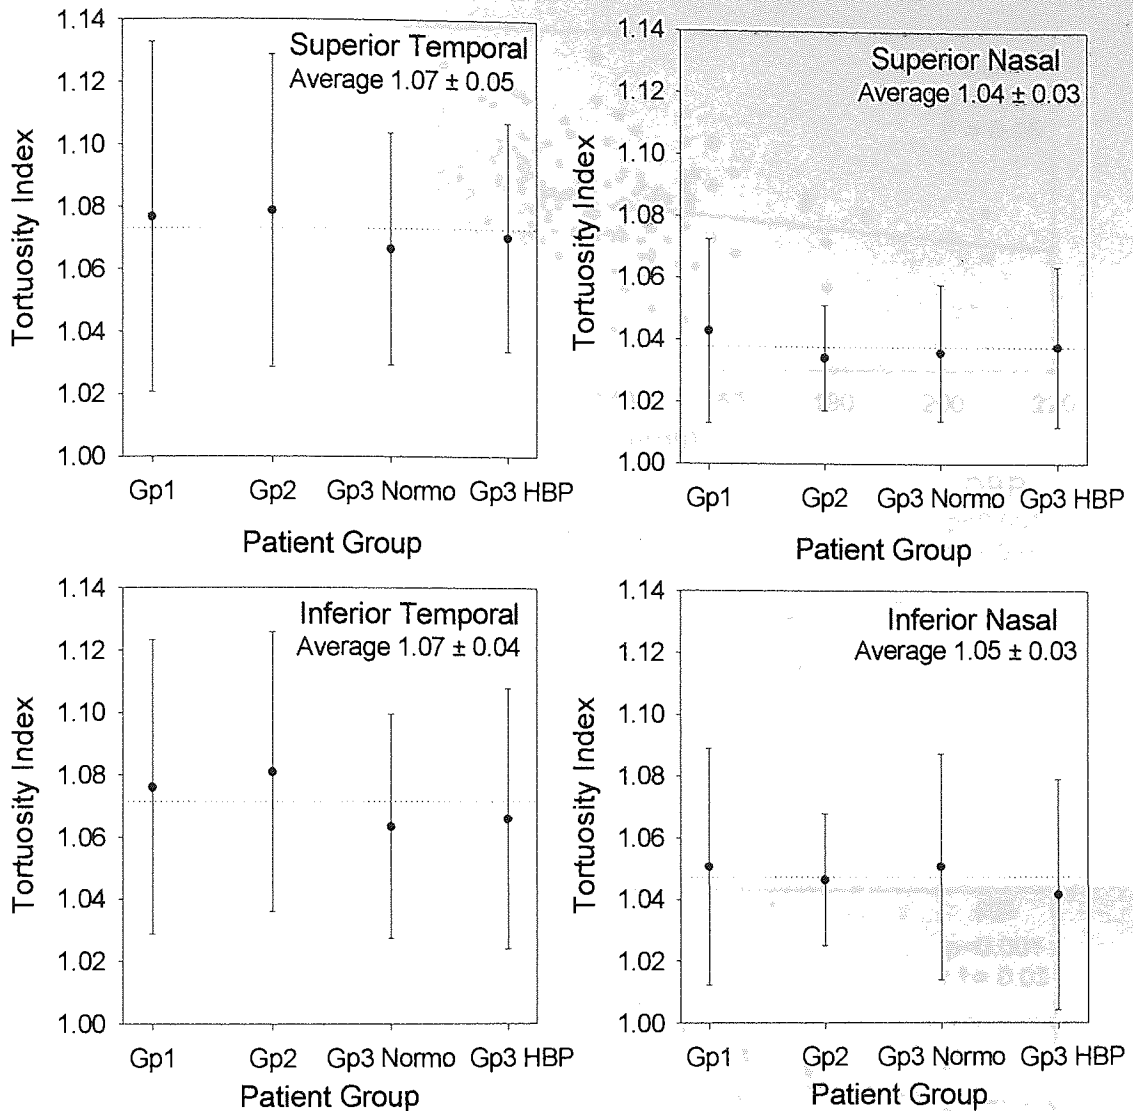 Superior Temporal
Average 1.07 ± 0.05
Tortuosity Index
1.14
1.12
1.10
1.08
1.06
1.04
1.02
1.00
Gp1 Gp2 Gp3 Normo Gp3 HBP
Patient Group
Superior Nasal
Average 1.04 ± 0.03
Tortuosity Index
1.14
1.12
1.10
1.08
1.06
1.04
1.02
1.00
180 200 220
Gp1 Gp2 Gp3 Normo Gp3 HBP
Patient Group
Inferior Temporal
Average 1.07 ± 0.04
Tortuosity Index
1.14
1.12
1.10
1.08
1.06
1.04
1.02
1.00
Gp1 Gp2 Gp3 Normo Gp3 HBP
Patient Group
Inferior Nasal
Average 1.05 ± 0.03
Tortuosity Index
1.14
1.12
1.10
1.08
1.06
1.04
1.02
1.00
p<0.001
Gp1 Gp2 Gp3 Normo Gp3 HBP
Patient Group